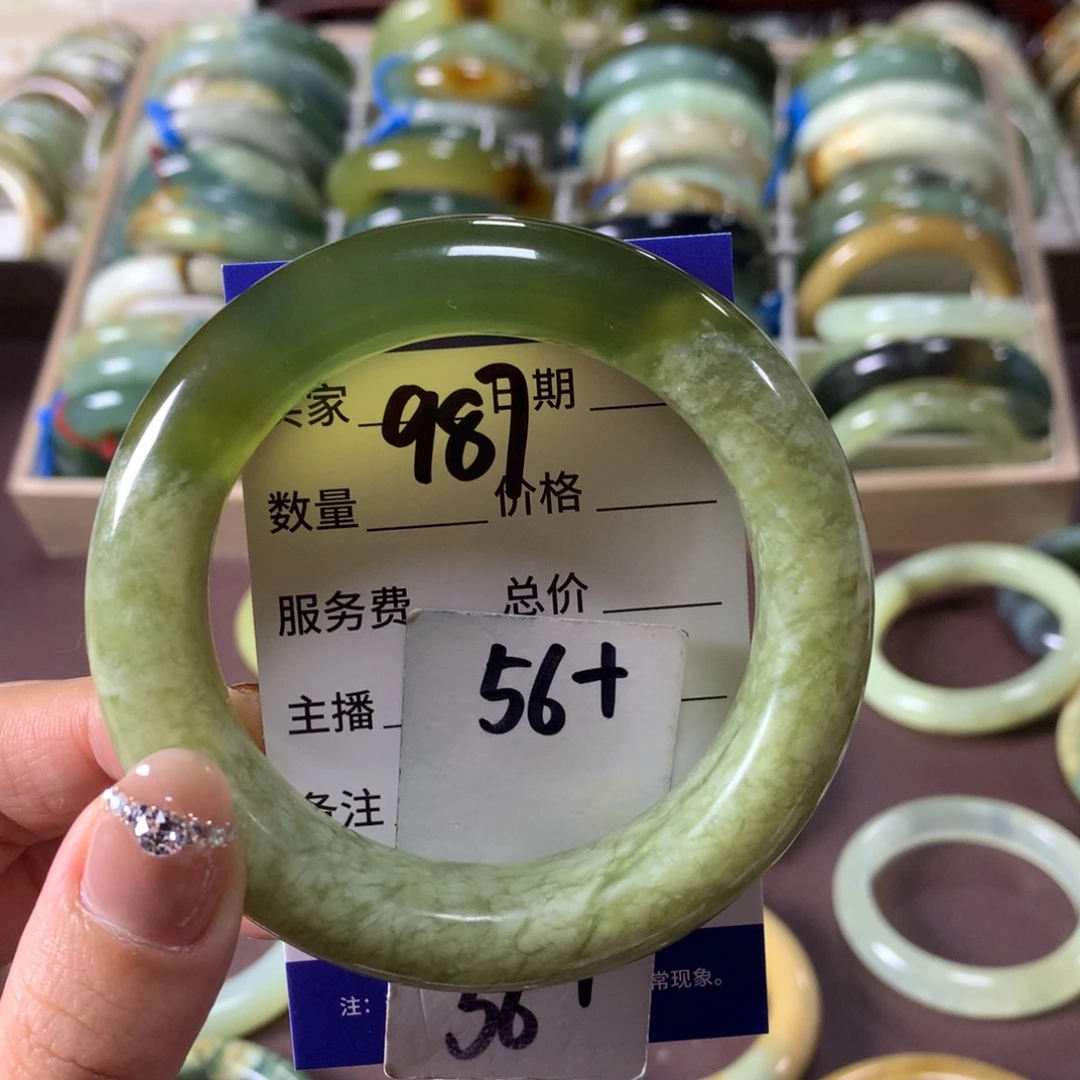 家 987 日期
数量 价格
服务费 总价
56+
主播
备注
56+
注： 常现象。